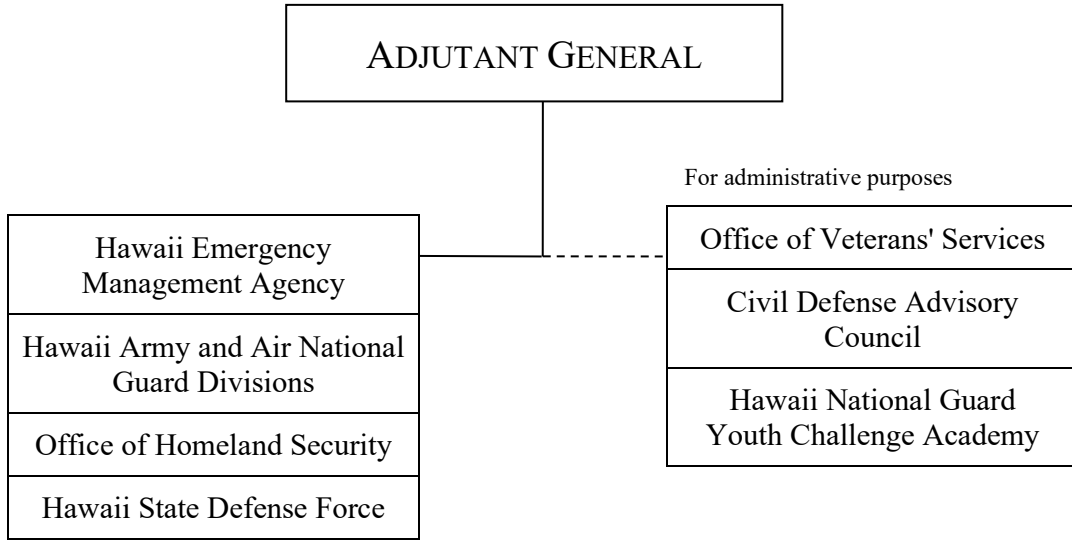 ADJUTANT GENERAL
For administrative purposes
Hawaii Emergency
Management Agency
Hawaii Army and Air National
Guard Divisions
Office of Homeland Security
Hawaii State Defense Force
Office of Veterans' Services
Civil Defense Advisory
Council
Hawaii National Guard
Youth Challenge Academy